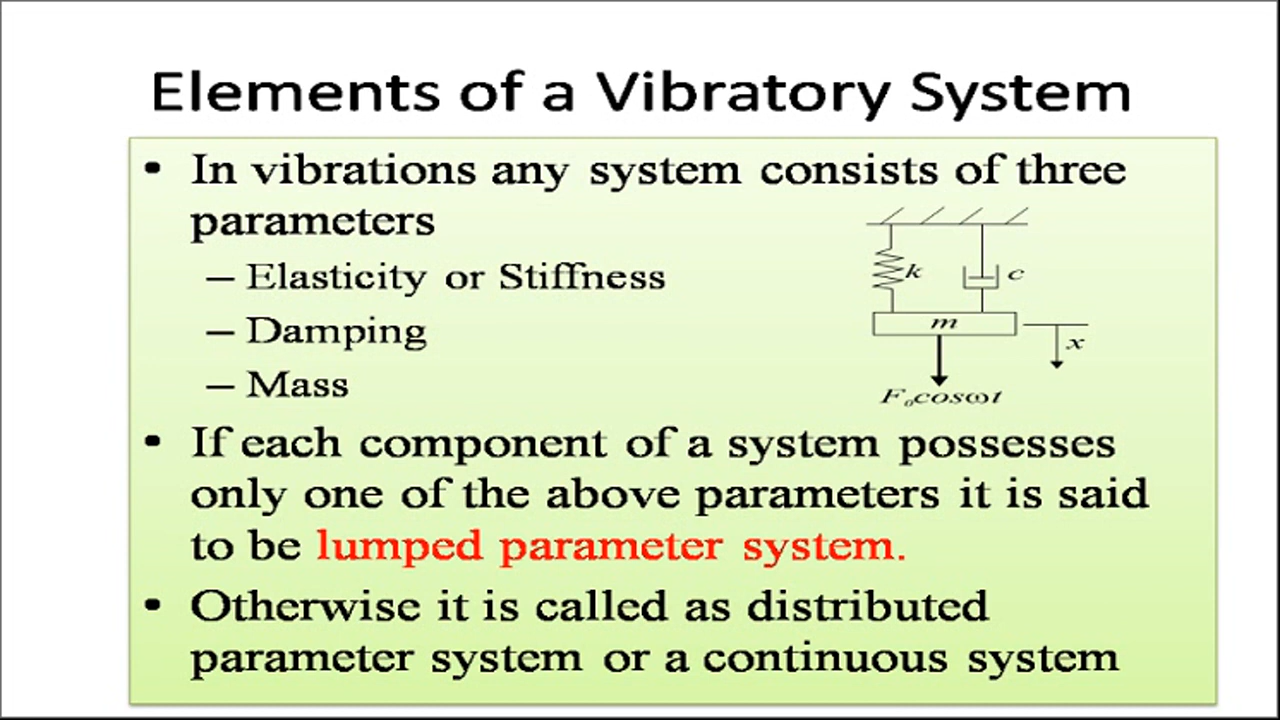 Elements of a Vibratory System
• In vibrations any system consists of three
parameters
– Elasticity or Stiffness
– Damping
– Mass
k
c
m
x
F₀cosωt
• If each component of a system possesses
only one of the above parameters it is said
to be lumped parameter system.
• Otherwise it is called as distributed
parameter system or a continuous system